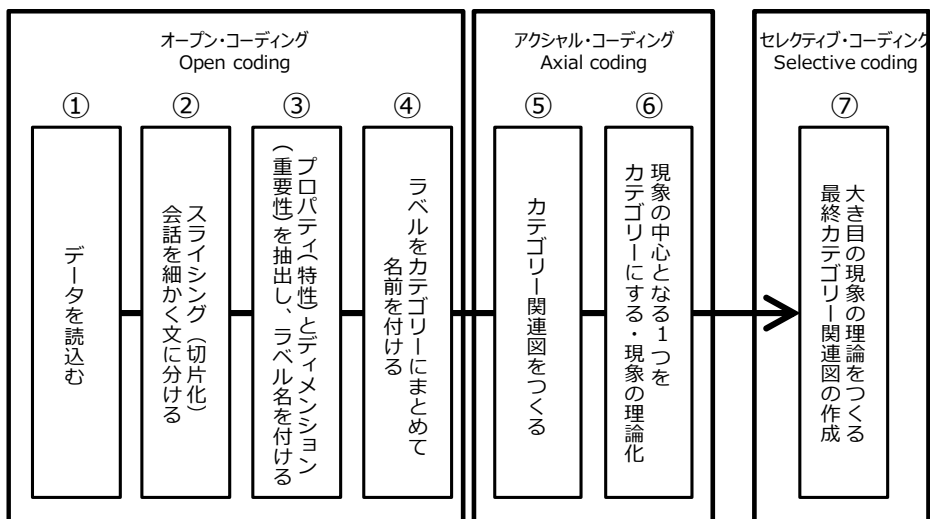 オープン・コーディング
Open coding
①
データを読込む
②
スライシング（切片化）
会話を細かく文に分ける
③
プロパティ(特性)とディメンション
(重要性)を抽出し、ラベル名を付ける
④
ラベルをカテゴリーにまとめて
名前を付ける
アクシャル・コーディング
Axial coding
⑤
カテゴリー関連図をつくる
⑥
現象の中心となる１つを
カテゴリーにする・現象の理論化
セレクティブ・コーディング
Selective coding
⑦
大き目の現象の理論をつくる
最終カテゴリー関連図の作成